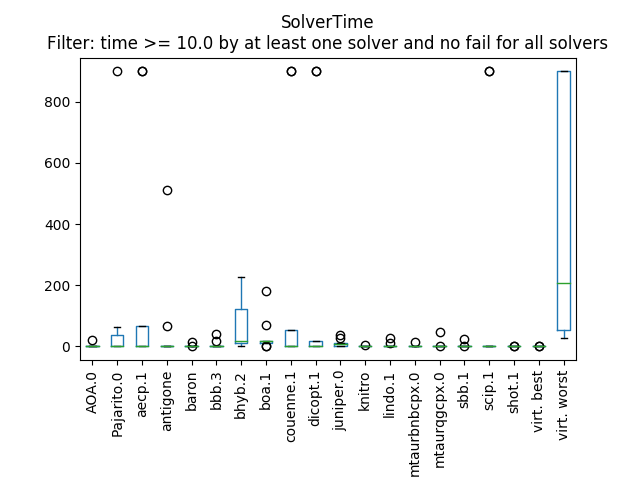 SolverTime
Filter: time >= 10.0 by at least one solver and no fail for all solvers
800
600
400
200
0
AOA.0
Pajarito.0
aecp.1
antigone
baron
bbb.3
bhyb.2
boa.1
couenne.1
dicopt.1
juniper.0
knitro
lindo.1
mtaurbnbcpx.0
mtaurqgcpx.0
sbb.1
scip.1
shot.1
virt. best
virt. worst